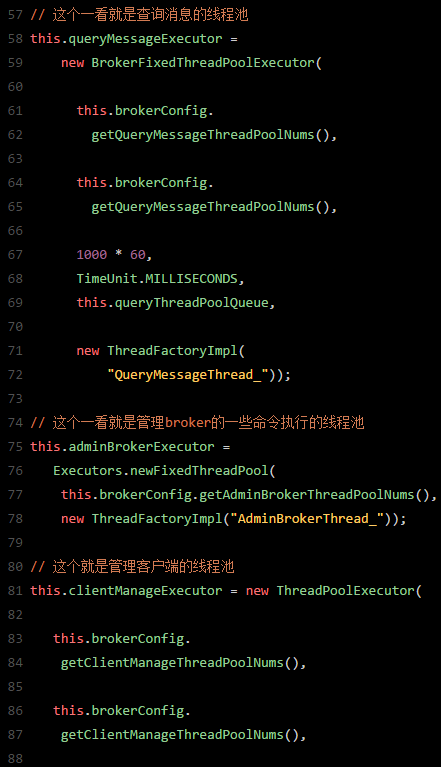 57 // 这个一看就是查询消息的线程池
58 this.queryMessageExecutor =
59 new BrokerFixedThreadPoolExecutor(
60
61 this.brokerConfig.
62 getQueryMessageThreadPoolNums(),
63
64 this.brokerConfig.
65 getQueryMessageThreadPoolNums(),
66
67 1000 * 60,
68 TimeUnit.MILLISECONDS,
69 this.queryThreadPoolQueue,
70
71 new ThreadFactoryImpl(
72 "QueryMessageThread_"));
73
74 // 这个一看就是管理broker的一些命令执行的线程池
75 this.adminBrokerExecutor =
76 Executors.newFixedThreadPool(
77 this.brokerConfig.getAdminBrokerThreadPoolNums(),
78 new ThreadFactoryImpl("AdminBrokerThread_"));
79
80 // 这个就是管理客户端的线程池
81 this.clientManageExecutor = new ThreadPoolExecutor(
82
83 this.brokerConfig.
84 getClientManageThreadPoolNums(),
85
86 this.brokerConfig.
87 getClientManageThreadPoolNums(),
88